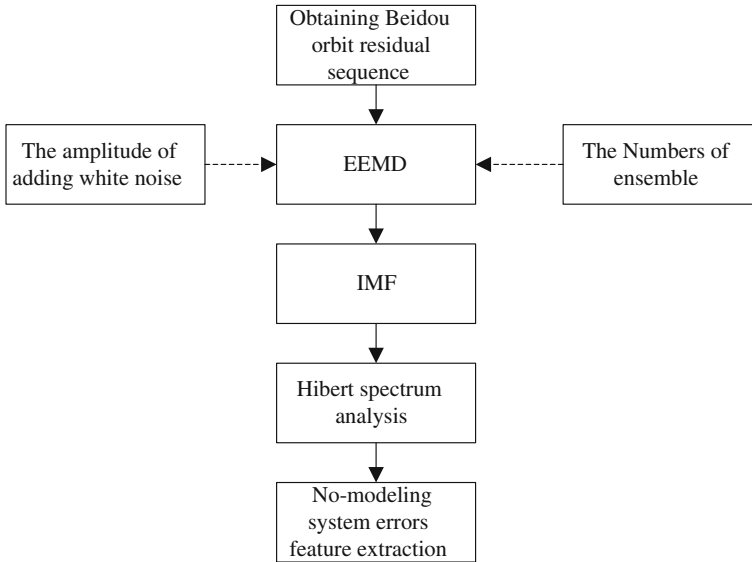 Obtaining Beidou
orbit residual
sequence
The amplitude of
adding white noise
EEMD
The Numbers of
ensemble
IMF
Hibert spectrum
analysis
No-modeling
system errors
feature extraction